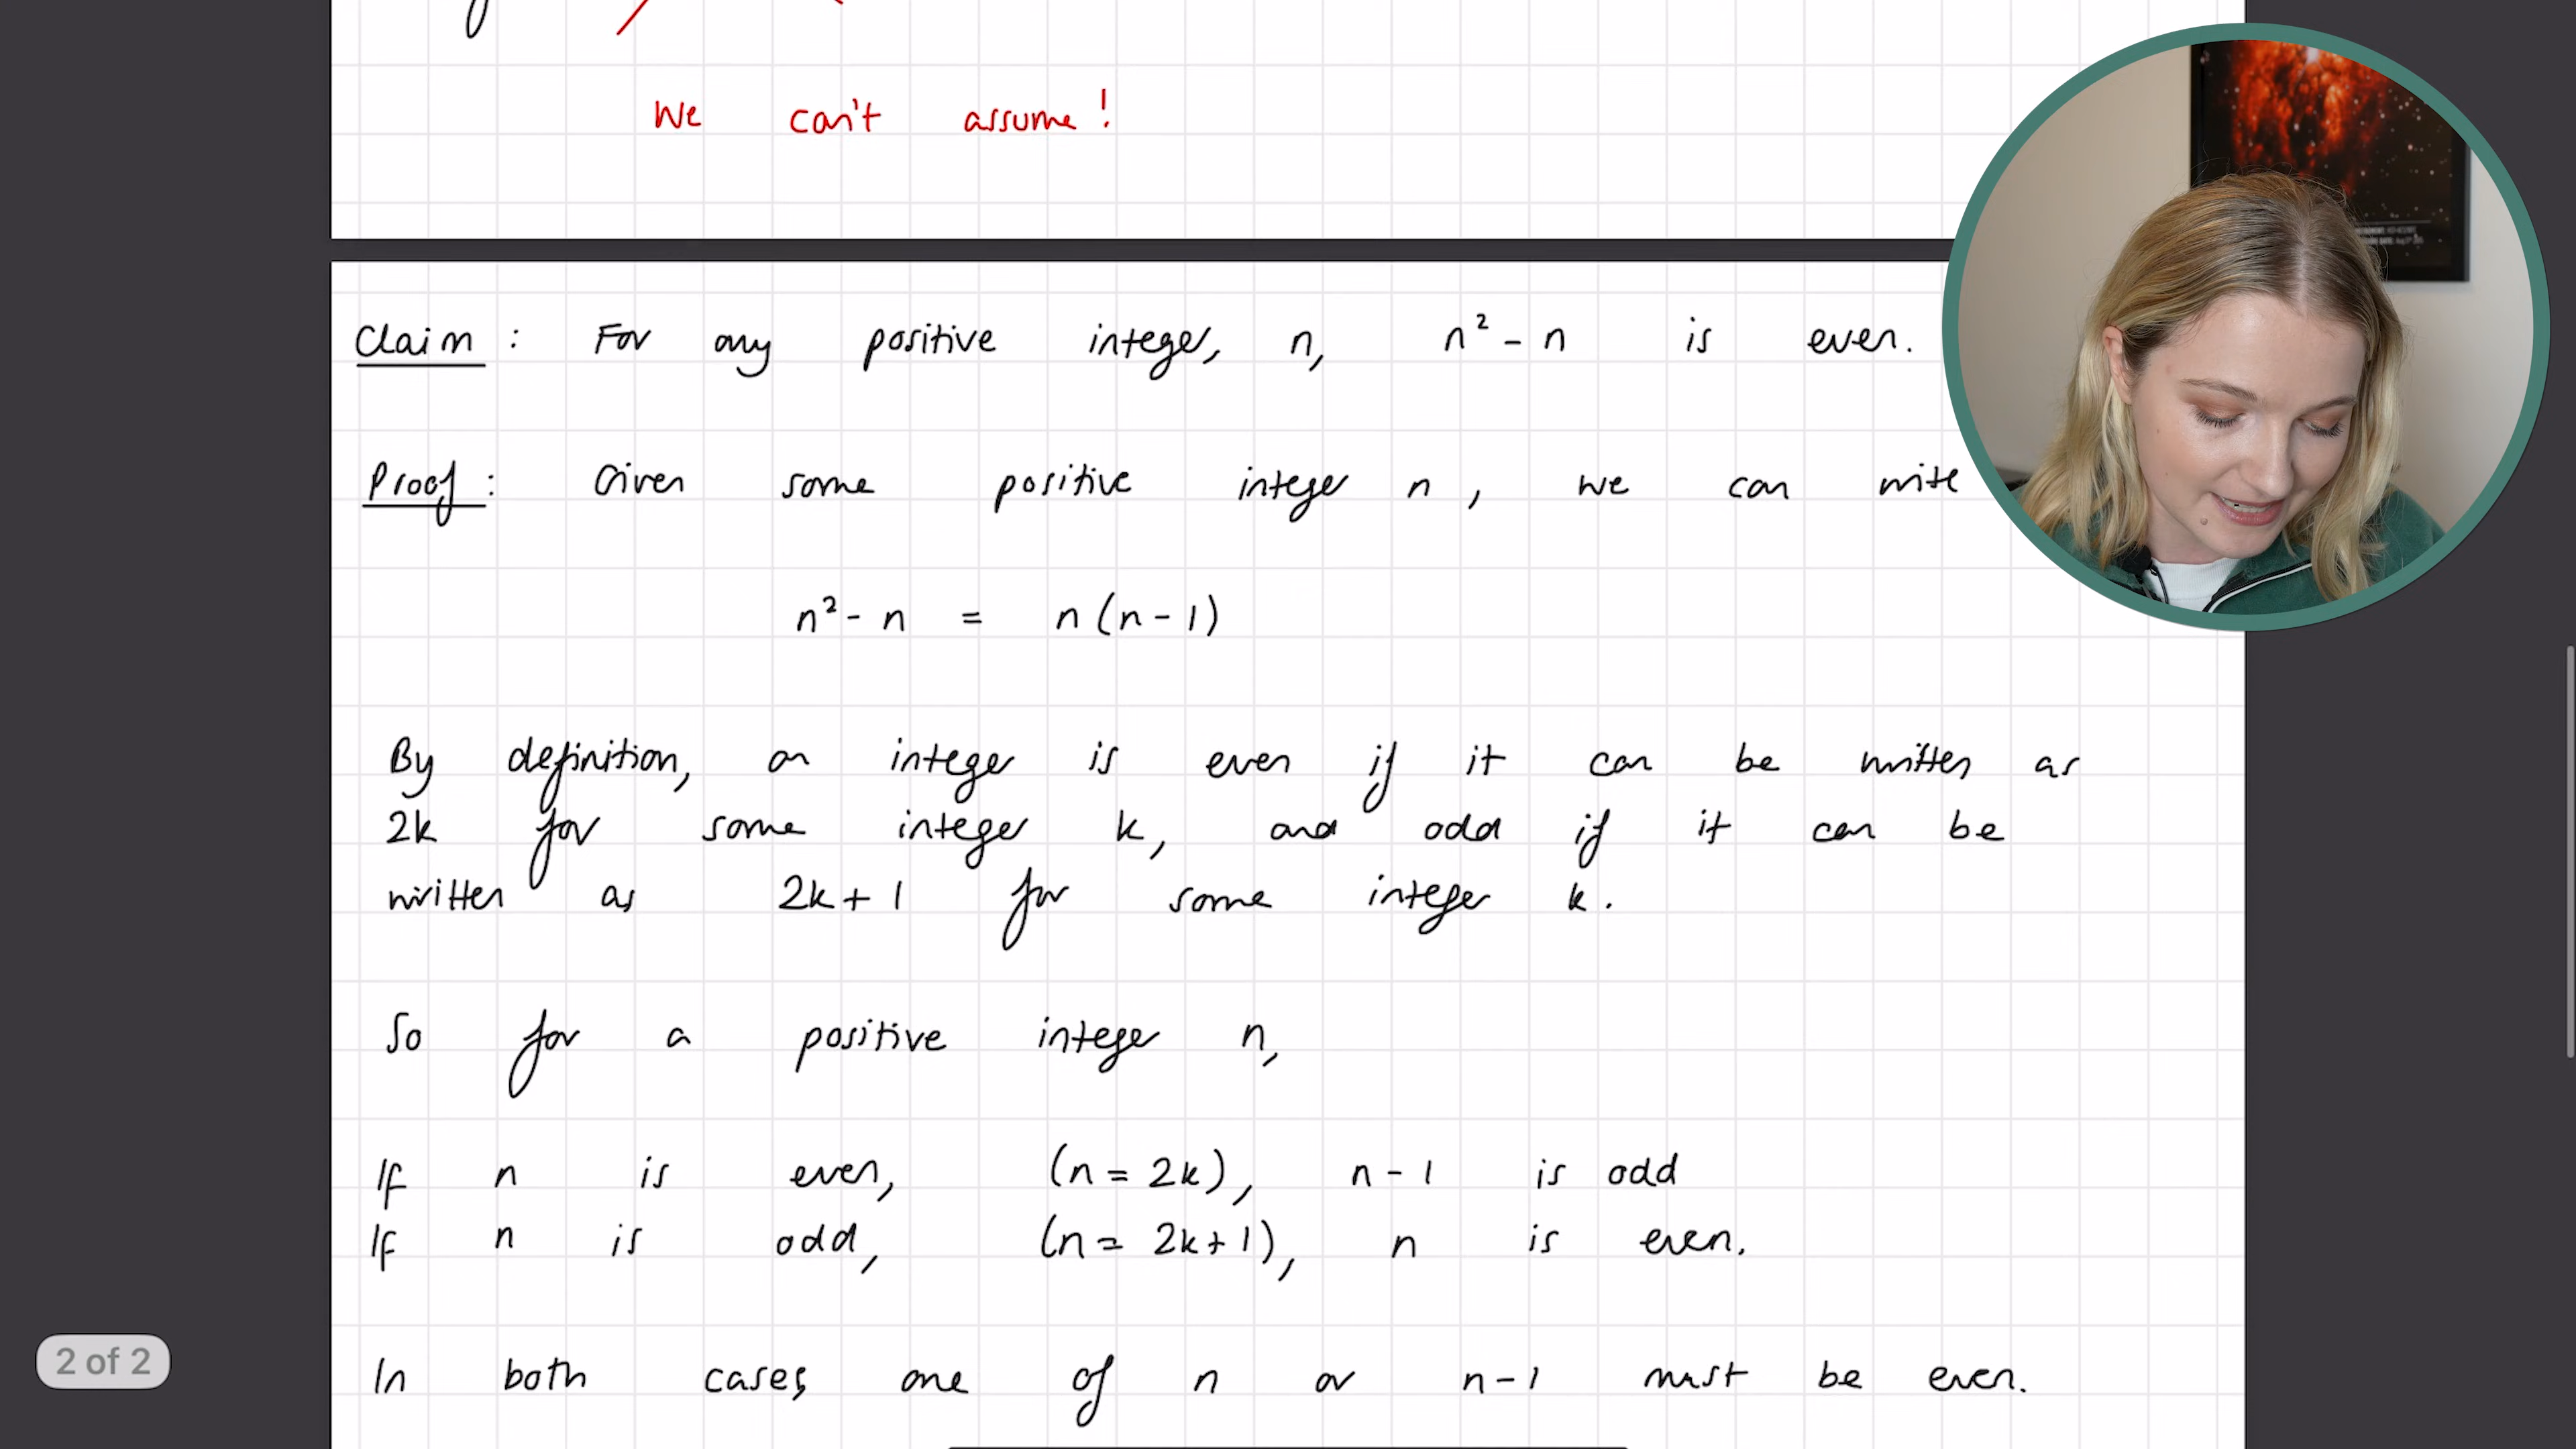 We can't assume!
Claim: For any positive integer, n, n² - n is even.
Proof: Given some positive integer n, we can write
n² - n = n(n-1)
By definition, an integer is even if it can be written as
2k for some integer k, and odd if it can be
written as 2k+1 for some integer k.
So for a positive integer n,
If n is even, (n = 2k), n - 1 is odd
If n is odd, (n = 2k+1), n is even.
In both cases, one of n or n-1 must be even.
2 of 2